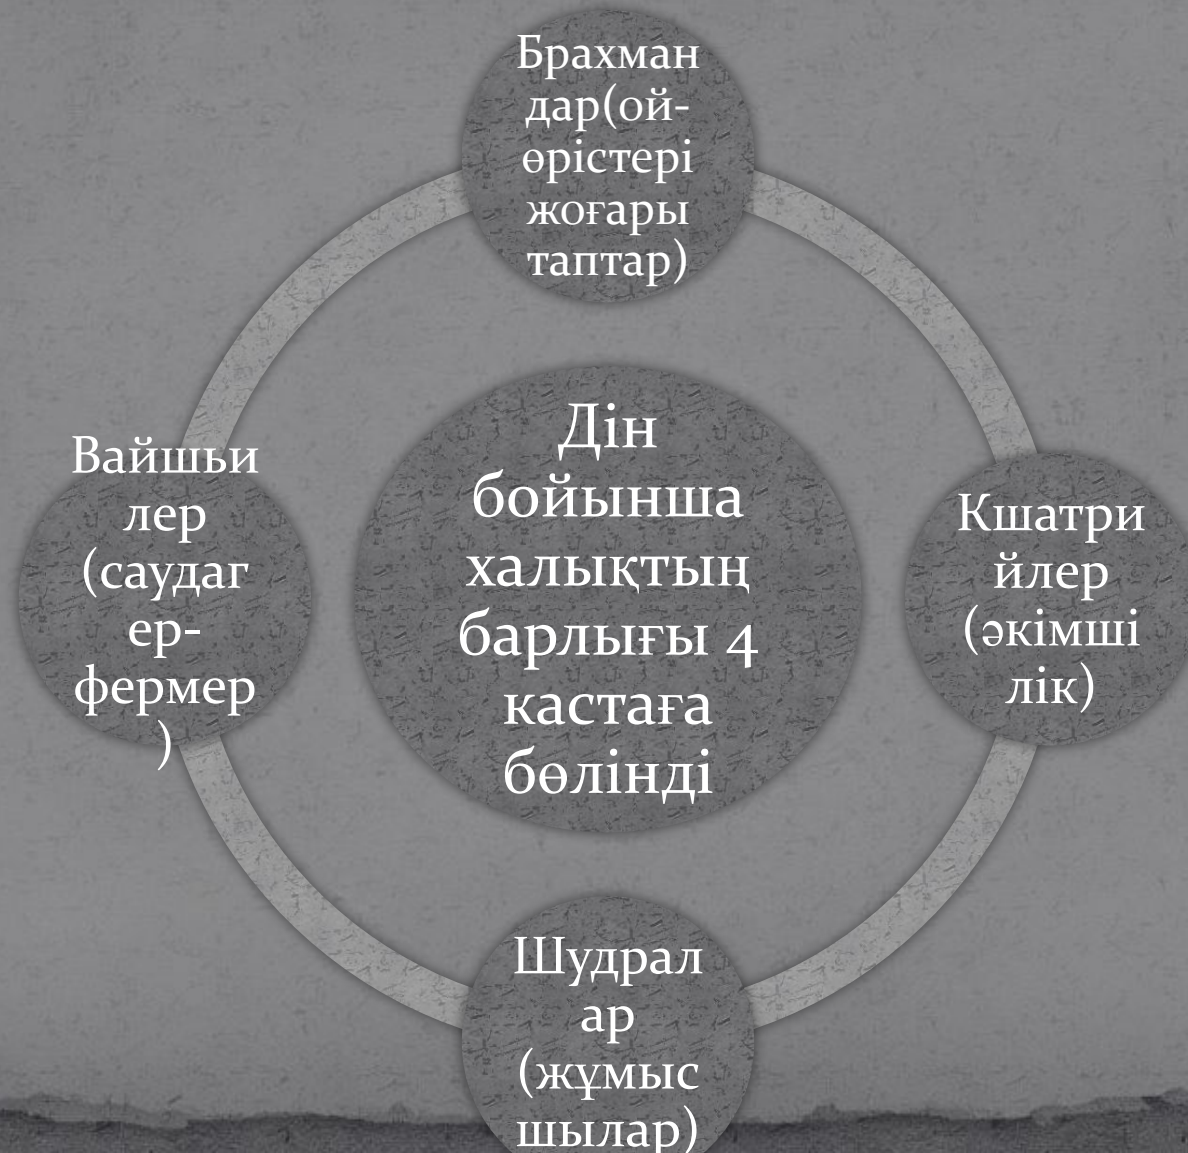 Брахман
дар(ой-
өрістері
жоғары
таптар)
Дін
бойынша
халықтың
барлығы 4
кастаға
бөлінді
Вайшьи
лер
(саудаг
ер-
фермер
)
Кшатри
йлер
(әкімші
лік)
Шудрал
ар
(жұмыс
шылар)